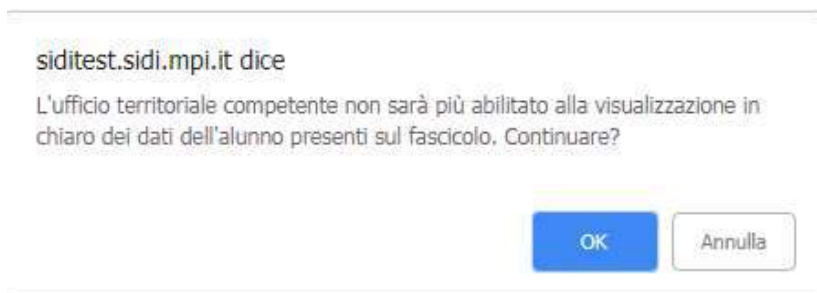 siditest.sidi.mpi.it dice
L'ufficio territoriale competente non sarà più abilitato alla visualizzazione in
chiaro dei dati dell'alunno presenti sul fascicolo. Continuare?
OK
Annulla